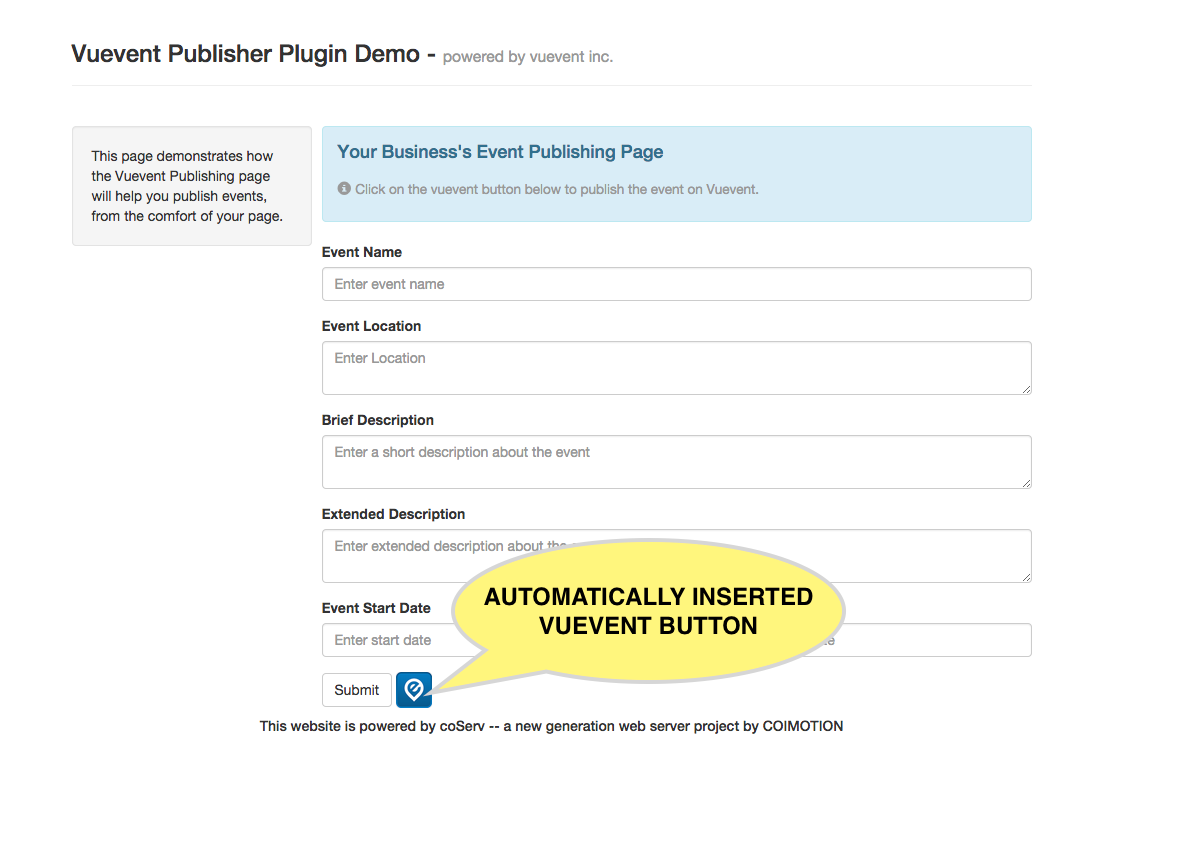 Vuevent Publisher Plugin Demo - powered by vuevent inc.
This page demonstrates how
the Vuevent Publishing page
will help you publish events,
from the comfort of your page.
Your Business's Event Publishing Page
Click on the vuevent button below to publish the event on Vuevent.
Event Name
Enter event name
Event Location
Enter Location
Brief Description
Enter a short description about the event
Extended Description
Enter extended description about the
AUTOMATICALLY INSERTED
VUEVENT BUTTON
Event Start Date
Enter start date
Submit
This website is powered by coServ -- a new generation web server project by COIMOTION